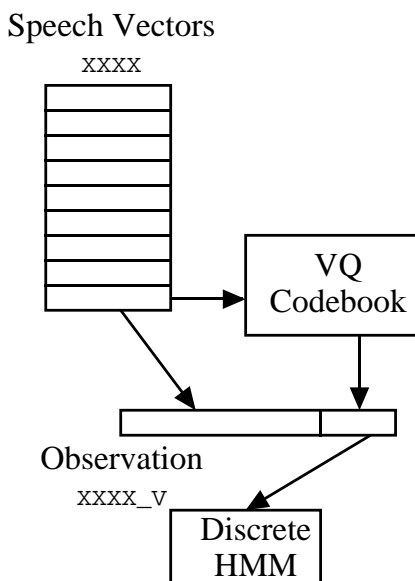 Speech Vectors
XXXX
VQ
Codebook
Observation
XXXX_V
Discrete
HMM